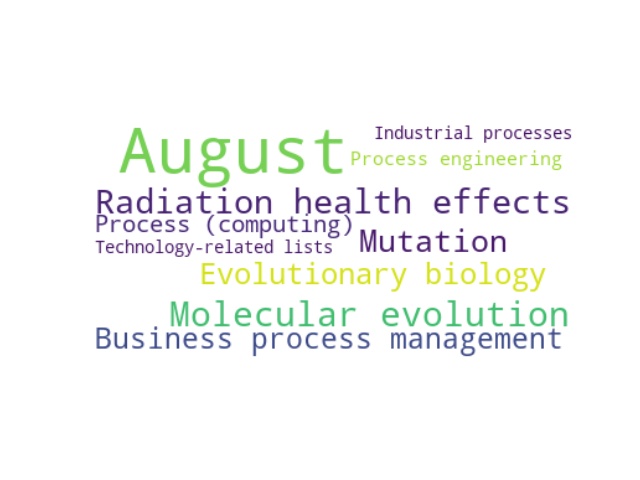 August
Industrial processes
Process engineering
Radiation health effects
Process (computing)
Technology-related lists
Mutation
Evolutionary biology
Molecular evolution
Business process management